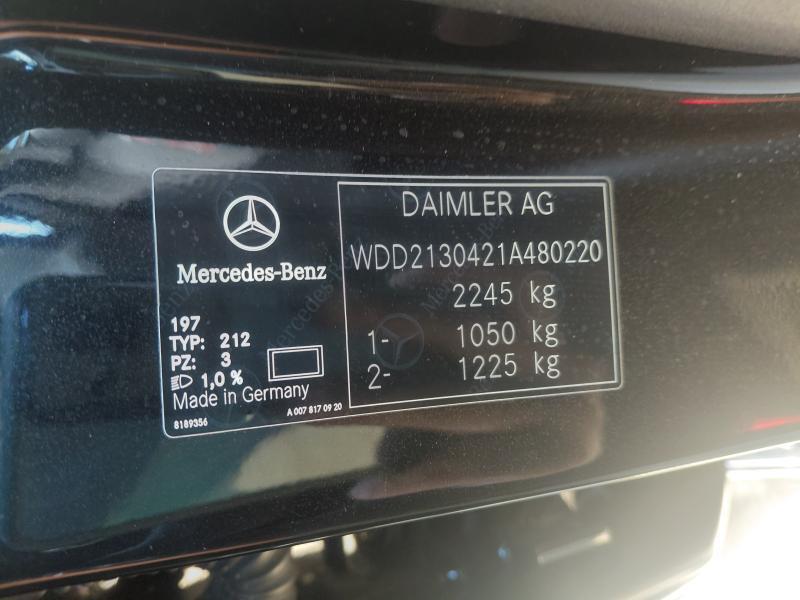 Mercedes-Benz
197
TYP: 212
PZ: 3
1,0 %
Made in Germany
8189356
A 007 817 09 20
DAIMLER AG
WDD2130421A480220
2245 kg
1- 1050 kg
2- 1225 kg